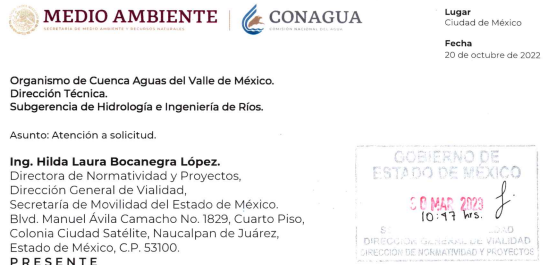 MEDIO AMBIENTE
SECRETARÍA DE MEDIO AMBIENTE Y RECURSOS NATURALES
CONAGUA
COMISIÓN NACIONAL DEL AGUA
Lugar
Ciudad de México
Fecha
20 de octubre de 2022
Organismo de Cuenca Aguas del Valle de México.
Dirección Técnica.
Subgerencia de Hidrología e Ingeniería de Ríos.
Asunto: Atención a solicitud.
Ing. Hilda Laura Bocanegra López.
Directora de Normatividad y Proyectos,
Dirección General de Vialidad,
Secretaría de Movilidad del Estado de México.
Blvd. Manuel Ávila Camacho No. 1829, Cuarto Piso,
Colonia Ciudad Satélite, Naucalpan de Juárez,
Estado de México, C.P. 53100.
P R E S E N T E
GOBIERNO DE
ESTADO DE MÉXICO
MAR 2023
10:47 hrs.
DIRECCIÓN GENERAL DE VIALIDAD
DIRECCIÓN DE NORMATIVIDAD Y PROYECTOS